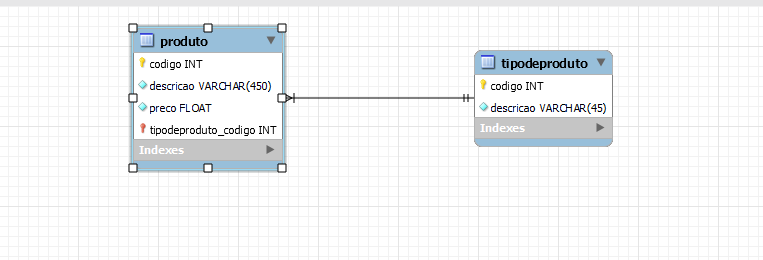 produto
codigo INT
descricao VARCHAR(450)
preco FLOAT
tipodeproduto_codigo INT
Indexes
tipodeproduto
codigo INT
descricao VARCHAR(45)
Indexes